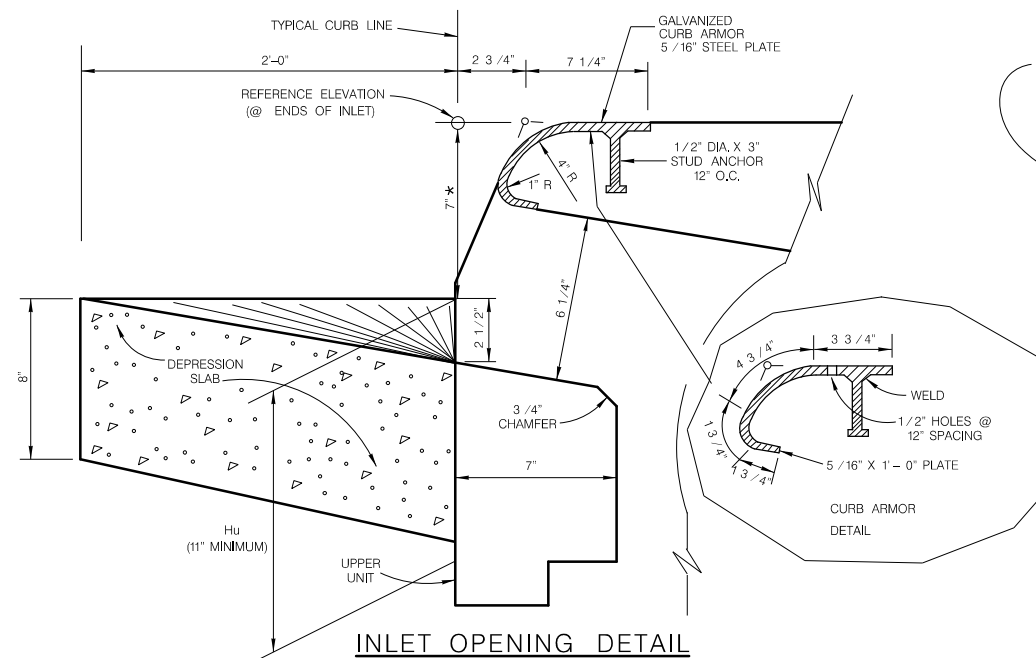 TYPICAL CURB LINE
GALVANIZED
CURB ARMOR
5/16" STEEL PLATE
2'-0"
2 3/4"
7 1/4"
REFERENCE ELEVATION
(@ ENDS OF INLET)
1/2" DIA. X 3"
STUD ANCHOR
12" O.C.
4" R
1" R
7" *
6 1/4"
2 1/2"
8"
DEPRESSION
SLAB
3/4"
CHAMFER
7"
Hu
(11" MINIMUM)
UPPER
UNIT
4 3/4"
3 3/4"
WELD
1/2" HOLES @
12" SPACING
1 3/4"
1 3/4"
5/16" X 1'-0" PLATE
CURB ARMOR
DETAIL
INLET OPENING DETAIL